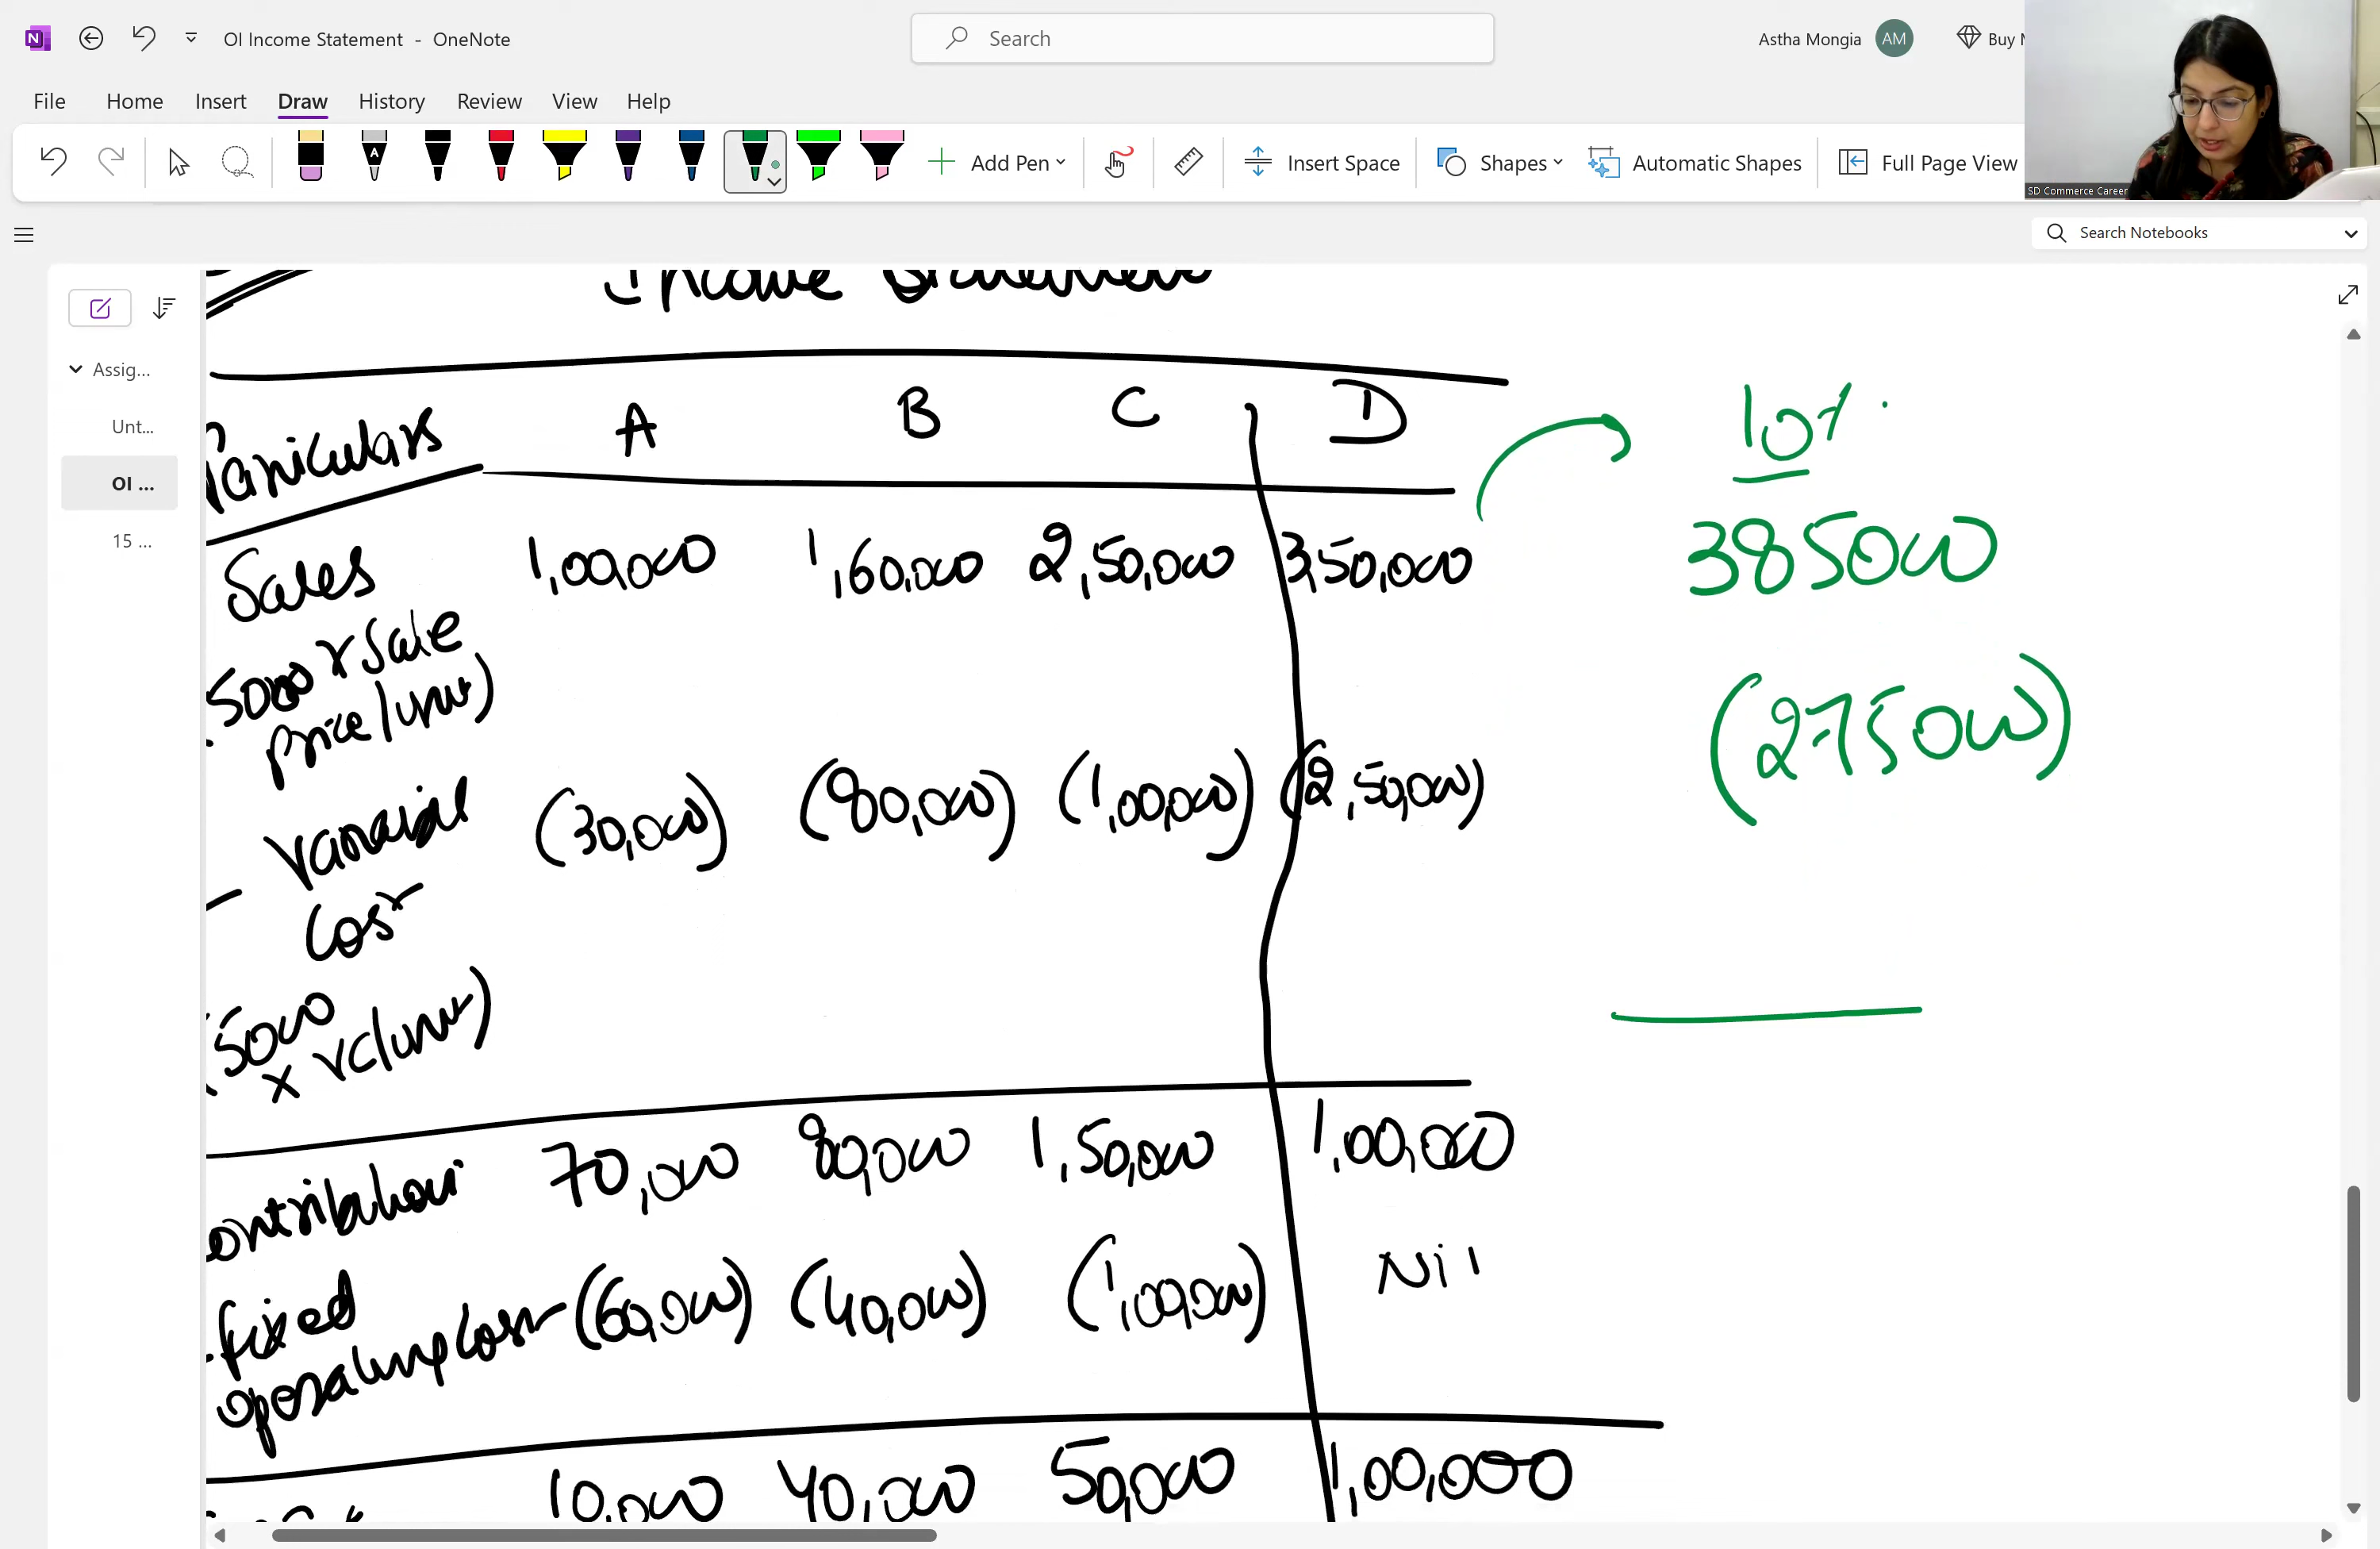 OI Income Statement - OneNote
Search
Astha Mongia AM
Buy
File Home Insert Draw History Review View Help
Add Pen Insert Space Shapes Automatic Shapes Full Page View
SD Commerce Career
Search Notebooks
Assig...
Unt...
OI ...
15 ...
Income Statement
Particulars A B C D
10%
Sales 1,00,000 1,60,000 2,50,000 3,50,000 385000
5000 x Sale
price/unit)
(275000)
- Variable (30,000) (80,000) (1,00,000) (2,50,000)
Cost
(5000
x VC/unit)
ontribution 70,000 80,000 1,50,000 1,00,000
- fixed (60,000) (40,000) (1,00,000) Nil
operating cost
10,000 40,000 50,000 1,00,000